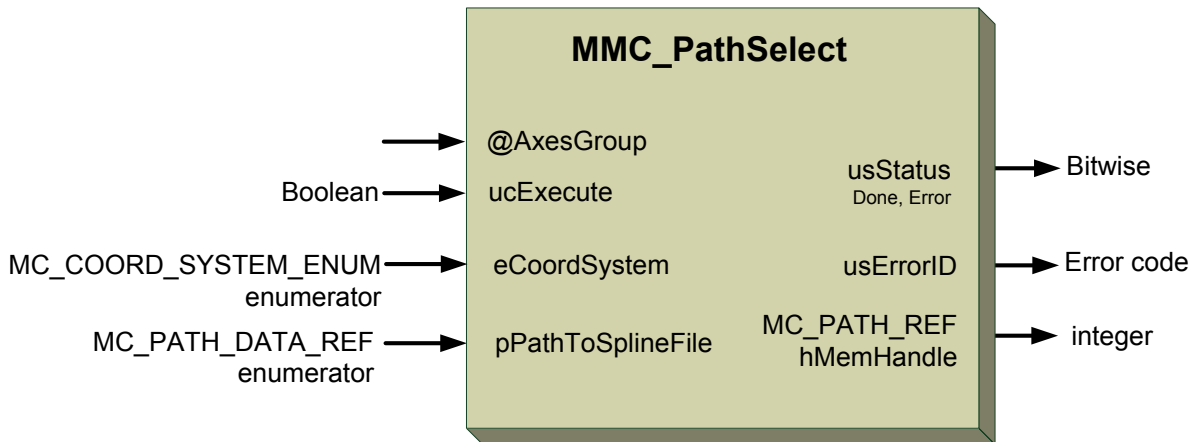 MMC_PathSelect
@AxesGroup
Boolean
ucExecute
usStatus
Done, Error
Bitwise
MC_COORD_SYSTEM_ENUM
enumerator
eCoordSystem
usErrorID
Error code
MC_PATH_DATA_REF
enumerator
pPathToSplineFile
MC_PATH_REF
hMemHandle
integer